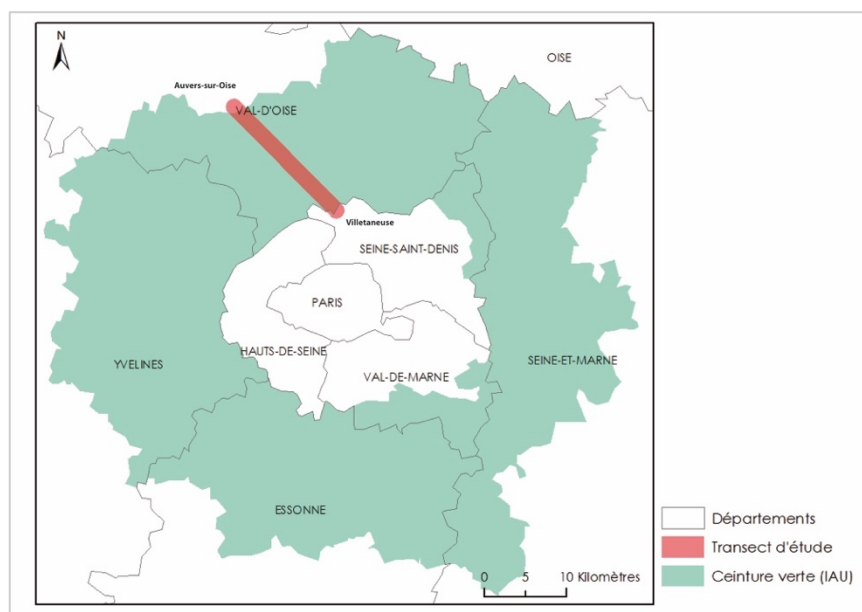 N
OISE
Auvers-sur-Oise
VAL-D'OISE
Villetaneuse
SEINE-SAINT-DENIS
PARIS
HAUTS-DE-SEINE
YVELINES
SEINE-ET-MARNE
VAL-DE-MARNE
ESSONNE
0 5 10 Kilomètres
Départements
Transect d'étude
Ceinture verte (IAU)